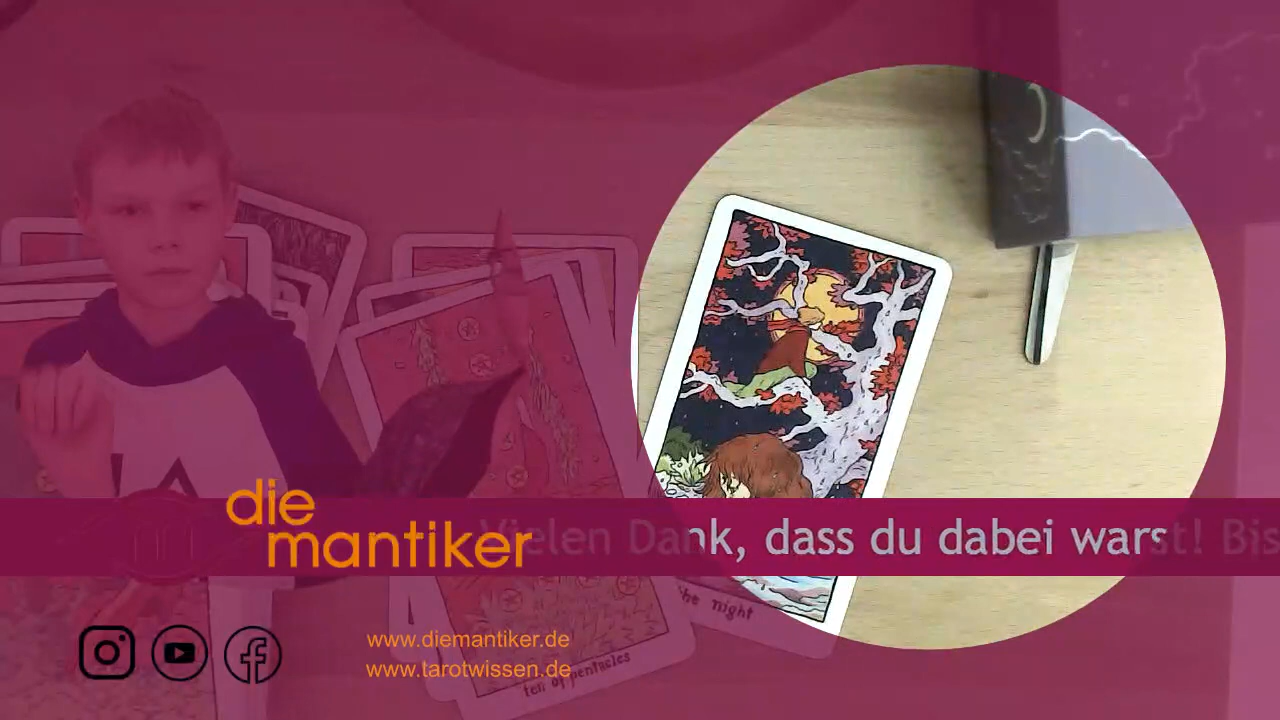 die
mantiker
Vielen Dank, dass du dabei warst! Bis
the night
www.diemantiker.de
www.tarotwissen.de
ten of pentacles